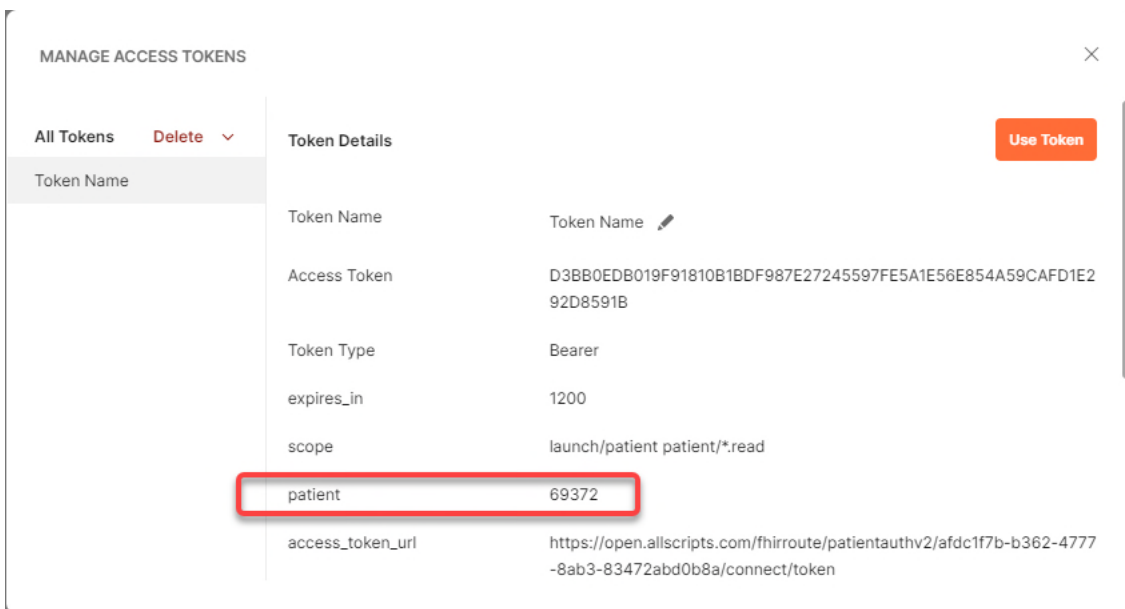 MANAGE ACCESS TOKENS
All Tokens Delete
Token Details
Use Token
Token Name
Token Name Token Name
Access Token D3BB0EDB019F91810B1BDF987E27245597FE5A1E56E854A59CAFD1E2
92D8591B
Token Type Bearer
expires_in 1200
scope launch/patient patient/*.read
patient 69372
access_token_url https://open.allscripts.com/fhirroute/patientauthv2/afdc1f7b-b362-4777
-8ab3-83472abd0b8a/connect/token